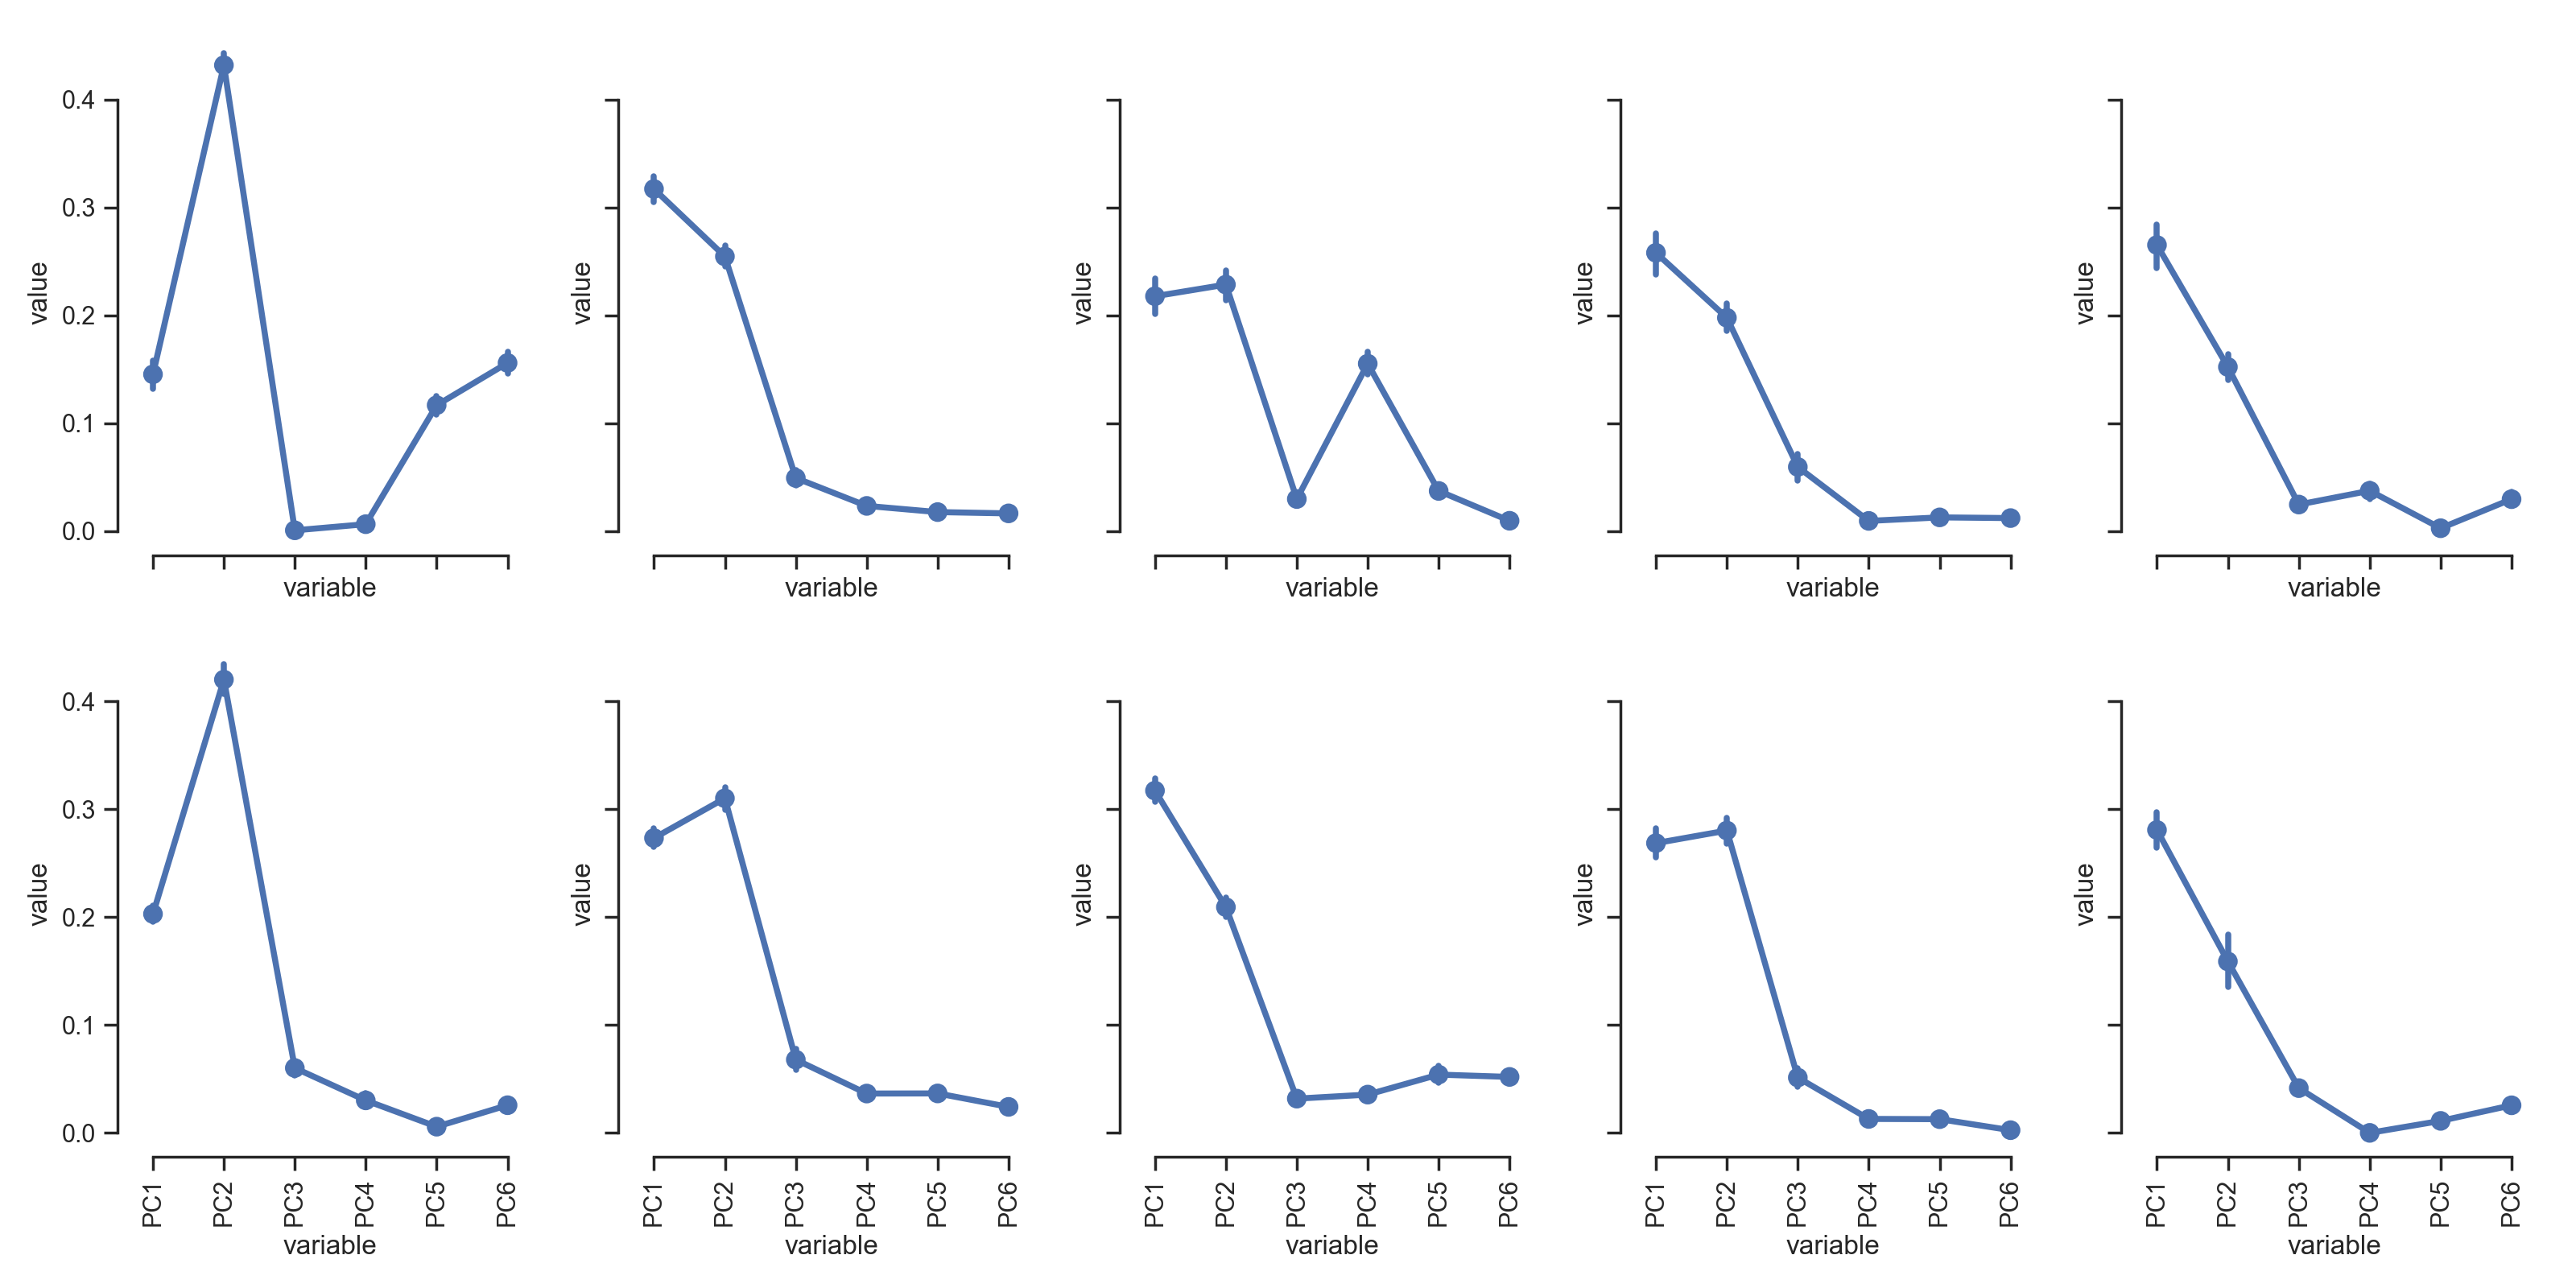 0.4
0.3
0.2
0.1
0.0
value
value
value
value
value
variable
variable
variable
variable
variable
0.4
0.3
0.2
0.1
0.0
value
value
value
value
value
PC1 PC2 PC3 PC4 PC5 PC6
PC1 PC2 PC3 PC4 PC5 PC6
PC1 PC2 PC3 PC4 PC5 PC6
PC1 PC2 PC3 PC4 PC5 PC6
PC1 PC2 PC3 PC4 PC5 PC6
variable
variable
variable
variable
variable